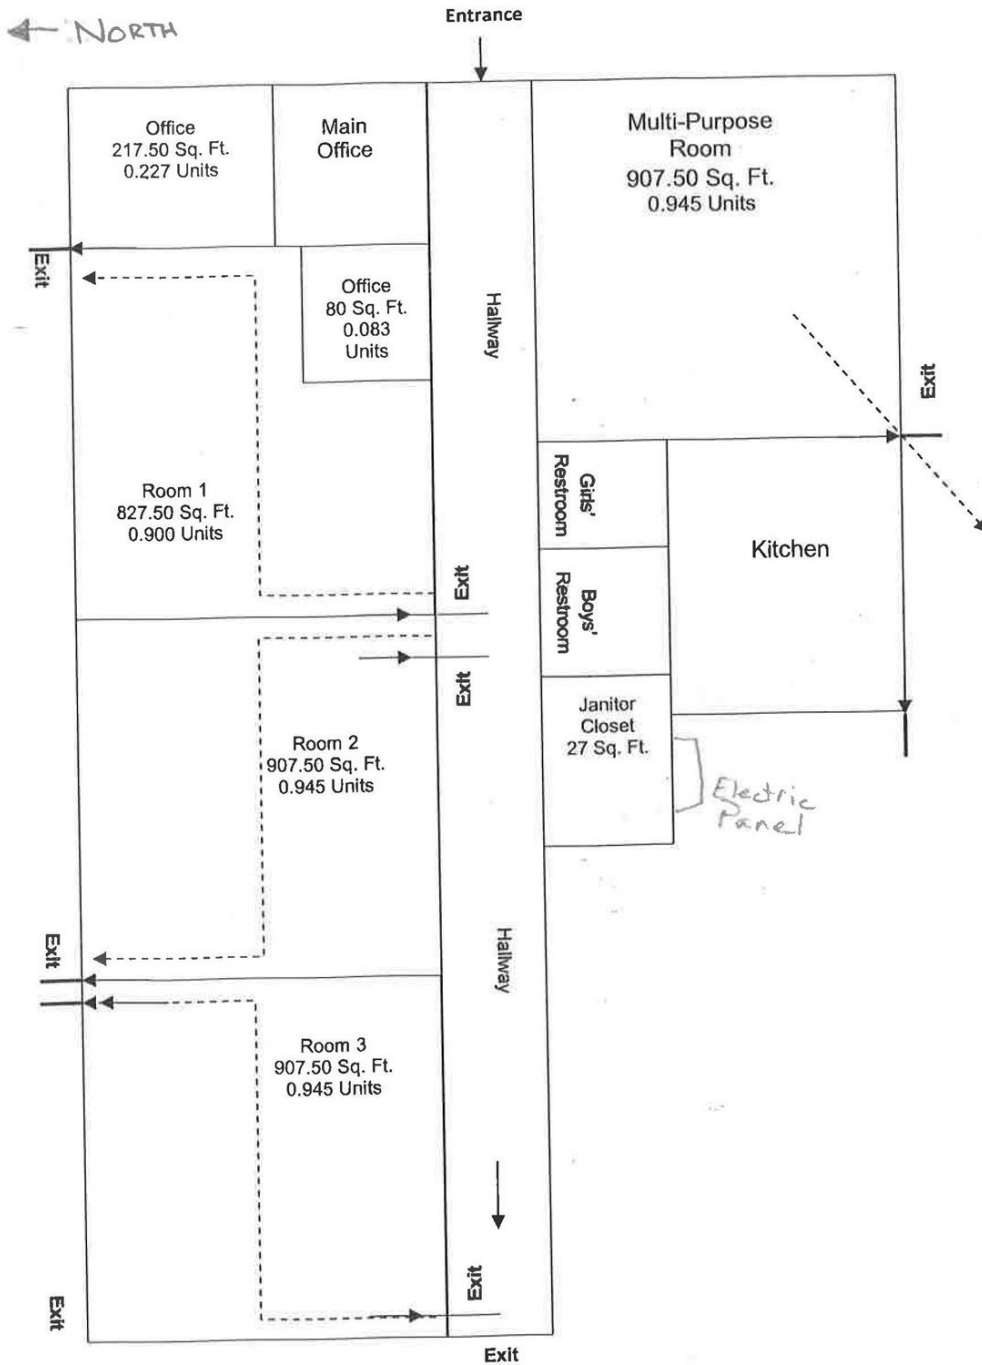 NORTH
Entrance
Office
217.50 Sq. Ft.
0.227 Units
Main
Office
Multi-Purpose
Room
907.50 Sq. Ft.
0.945 Units
Exit
Office
80 Sq. Ft.
0.083
Units
Hallway
Exit
Room 1
827.50 Sq. Ft.
0.900 Units
Girls'
Restroom
Kitchen
Exit
Boys'
Restroom
Exit
Janitor
Closet
27 Sq. Ft.
Room 2
907.50 Sq. Ft.
0.945 Units
Electric
Panel
Exit
Hallway
Room 3
907.50 Sq. Ft.
0.945 Units
Exit
Exit
Exit